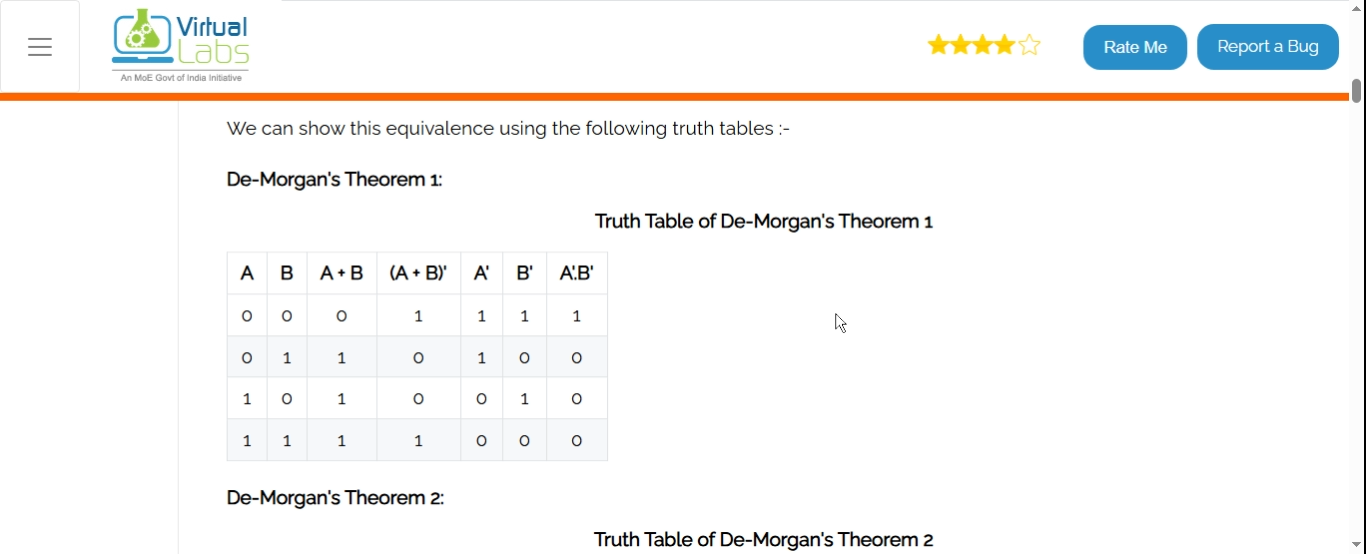 Virtual
Labs
An MoE Govt of India Initiative
Rate Me
Report a Bug
We can show this equivalence using the following truth tables :-
De-Morgan's Theorem 1:
Truth Table of De-Morgan's Theorem 1
A B A + B (A + B)' A' B' A'.B'
0 0 0 1 1 1 1
0 1 1 0 1 0 0
1 0 1 0 0 1 0
1 1 1 1 0 0 0
De-Morgan's Theorem 2:
Truth Table of De-Morgan's Theorem 2